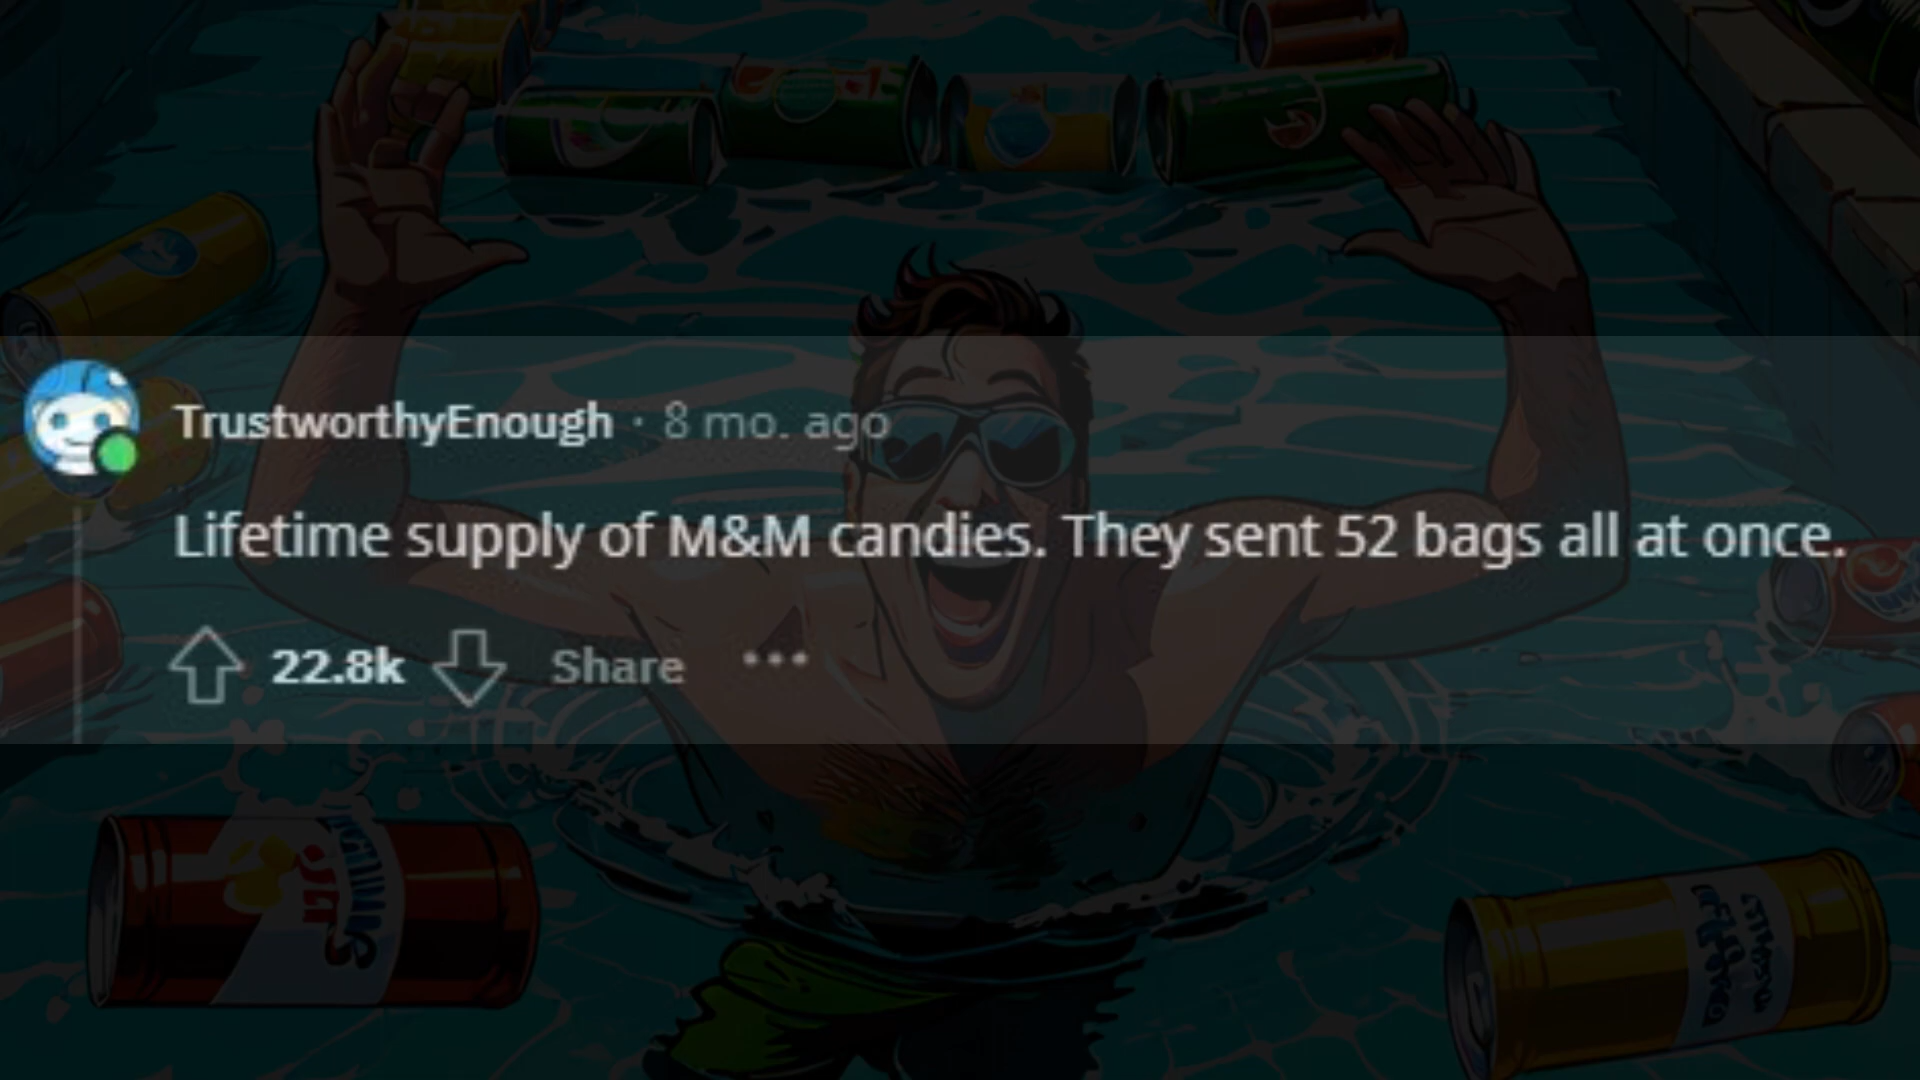 TrustworthyEnough · 8 mo. ago
Lifetime supply of M&M candies. They sent 52 bags all at once.
22.8k Share ...